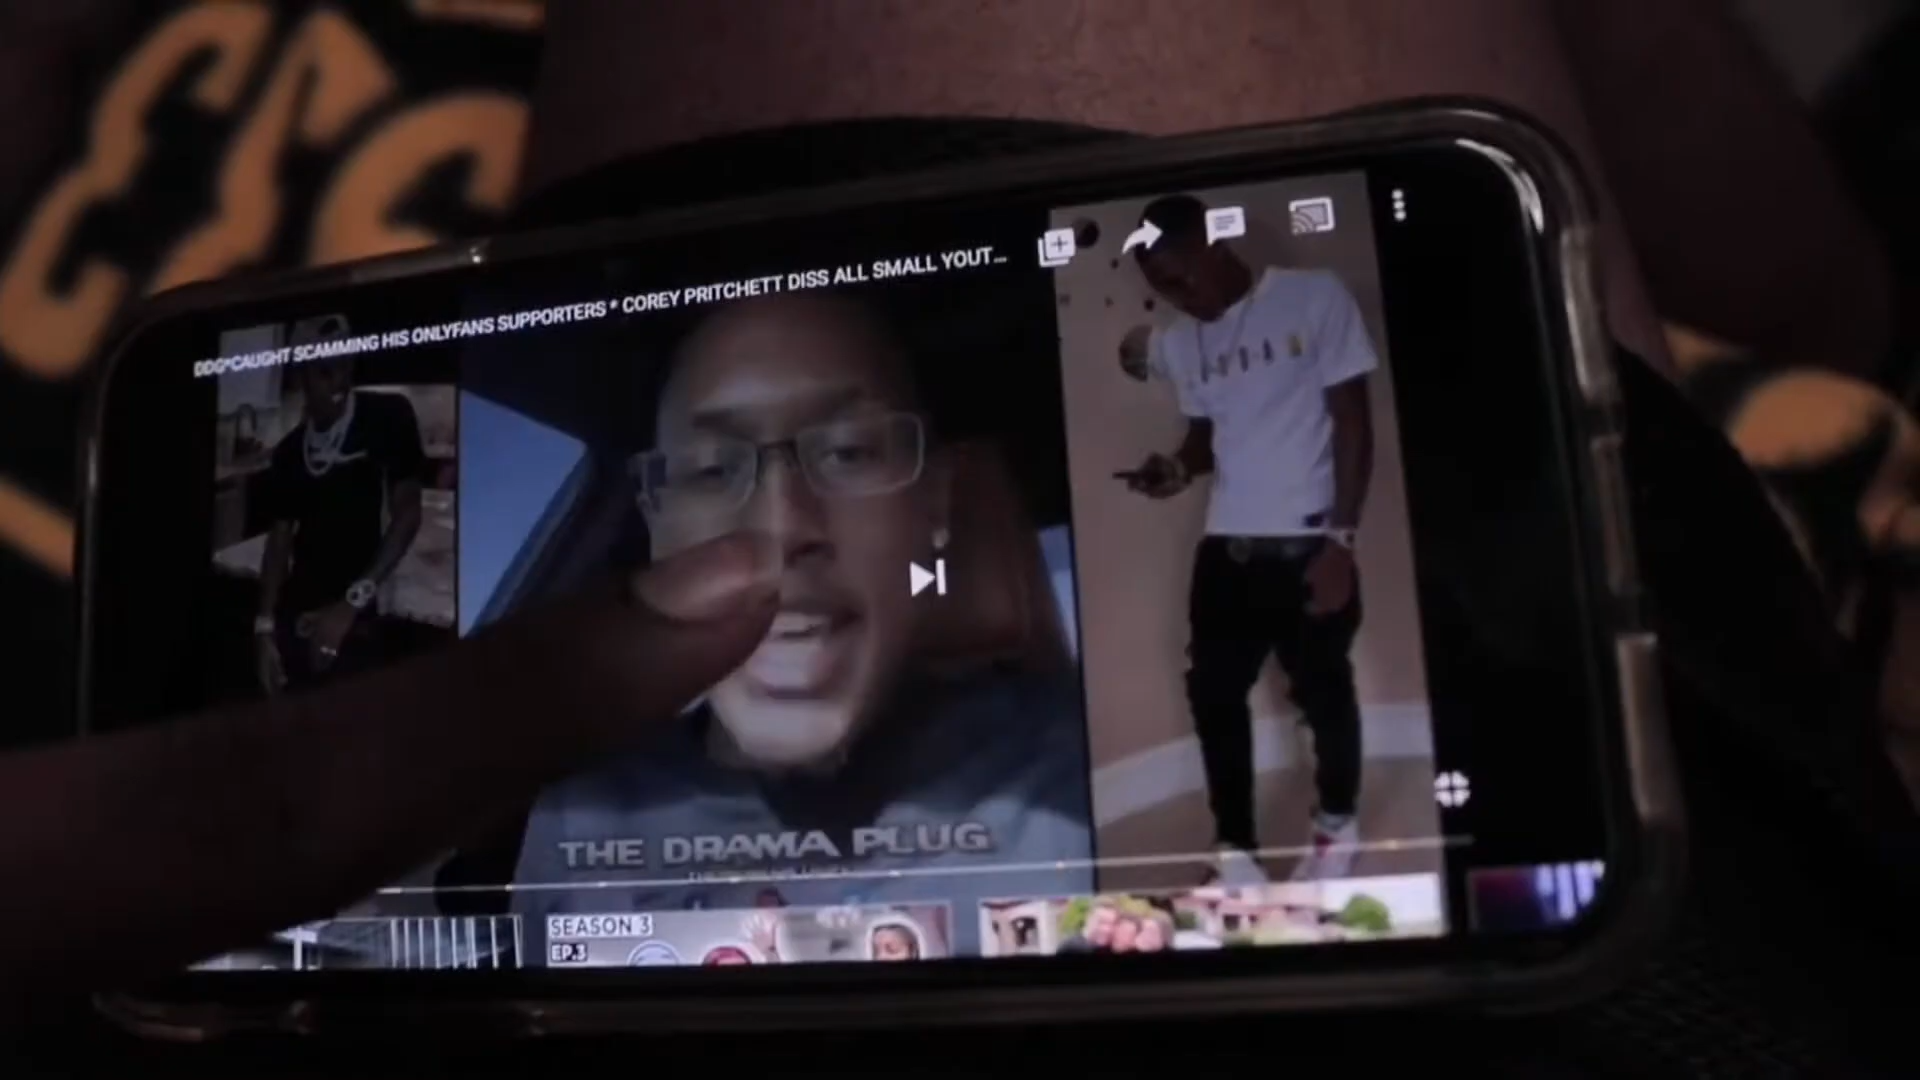 DDG*CAUGHT SCAMMING HIS ONLYFANS SUPPORTERS * COREY PRITCHETT DISS ALL SMALL YOUT...
THE DRAMA PLUG
SEASON 3
EP.3